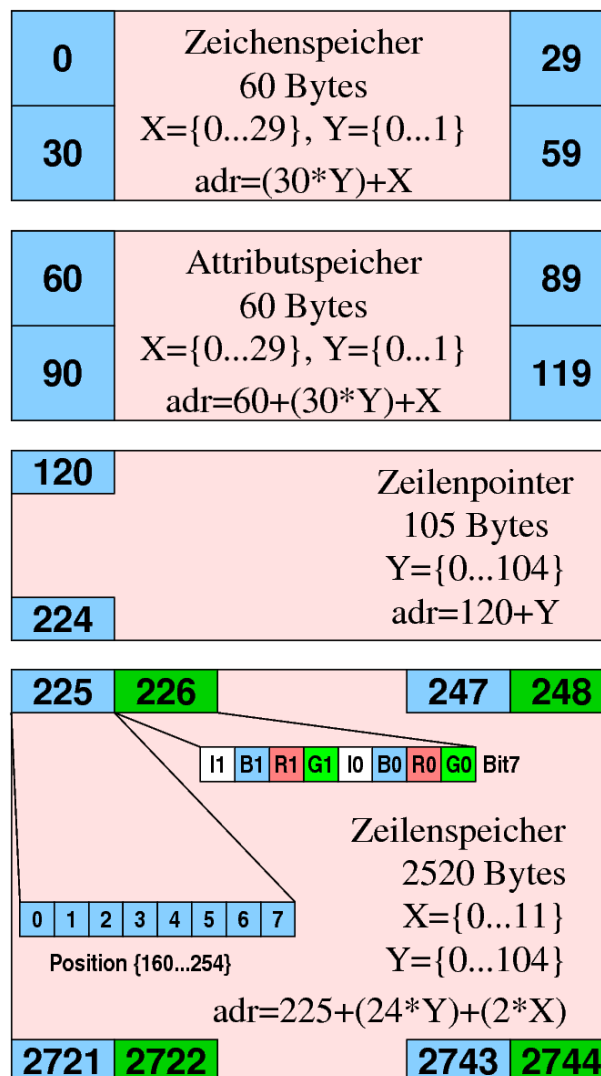 0 Zeichenspeicher 29
60 Bytes
X={0...29}, Y={0...1}
30 adr=(30*Y)+X 59
60 Attributspeicher 89
60 Bytes
X={0...29}, Y={0...1}
90 adr=60+(30*Y)+X 119
120 Zeilenpointer
105 Bytes
Y={0...104}
224 adr=120+Y
225 226 247 248
I1 B1 R1 G1 I0 B0 R0 G0 Bit7
Zeilenspeicher
2520 Bytes
X={0...11}
0 1 2 3 4 5 6 7
Position {160...254}
Y={0...104}
adr=225+(24*Y)+(2*X)
2721 2722 2743 2744